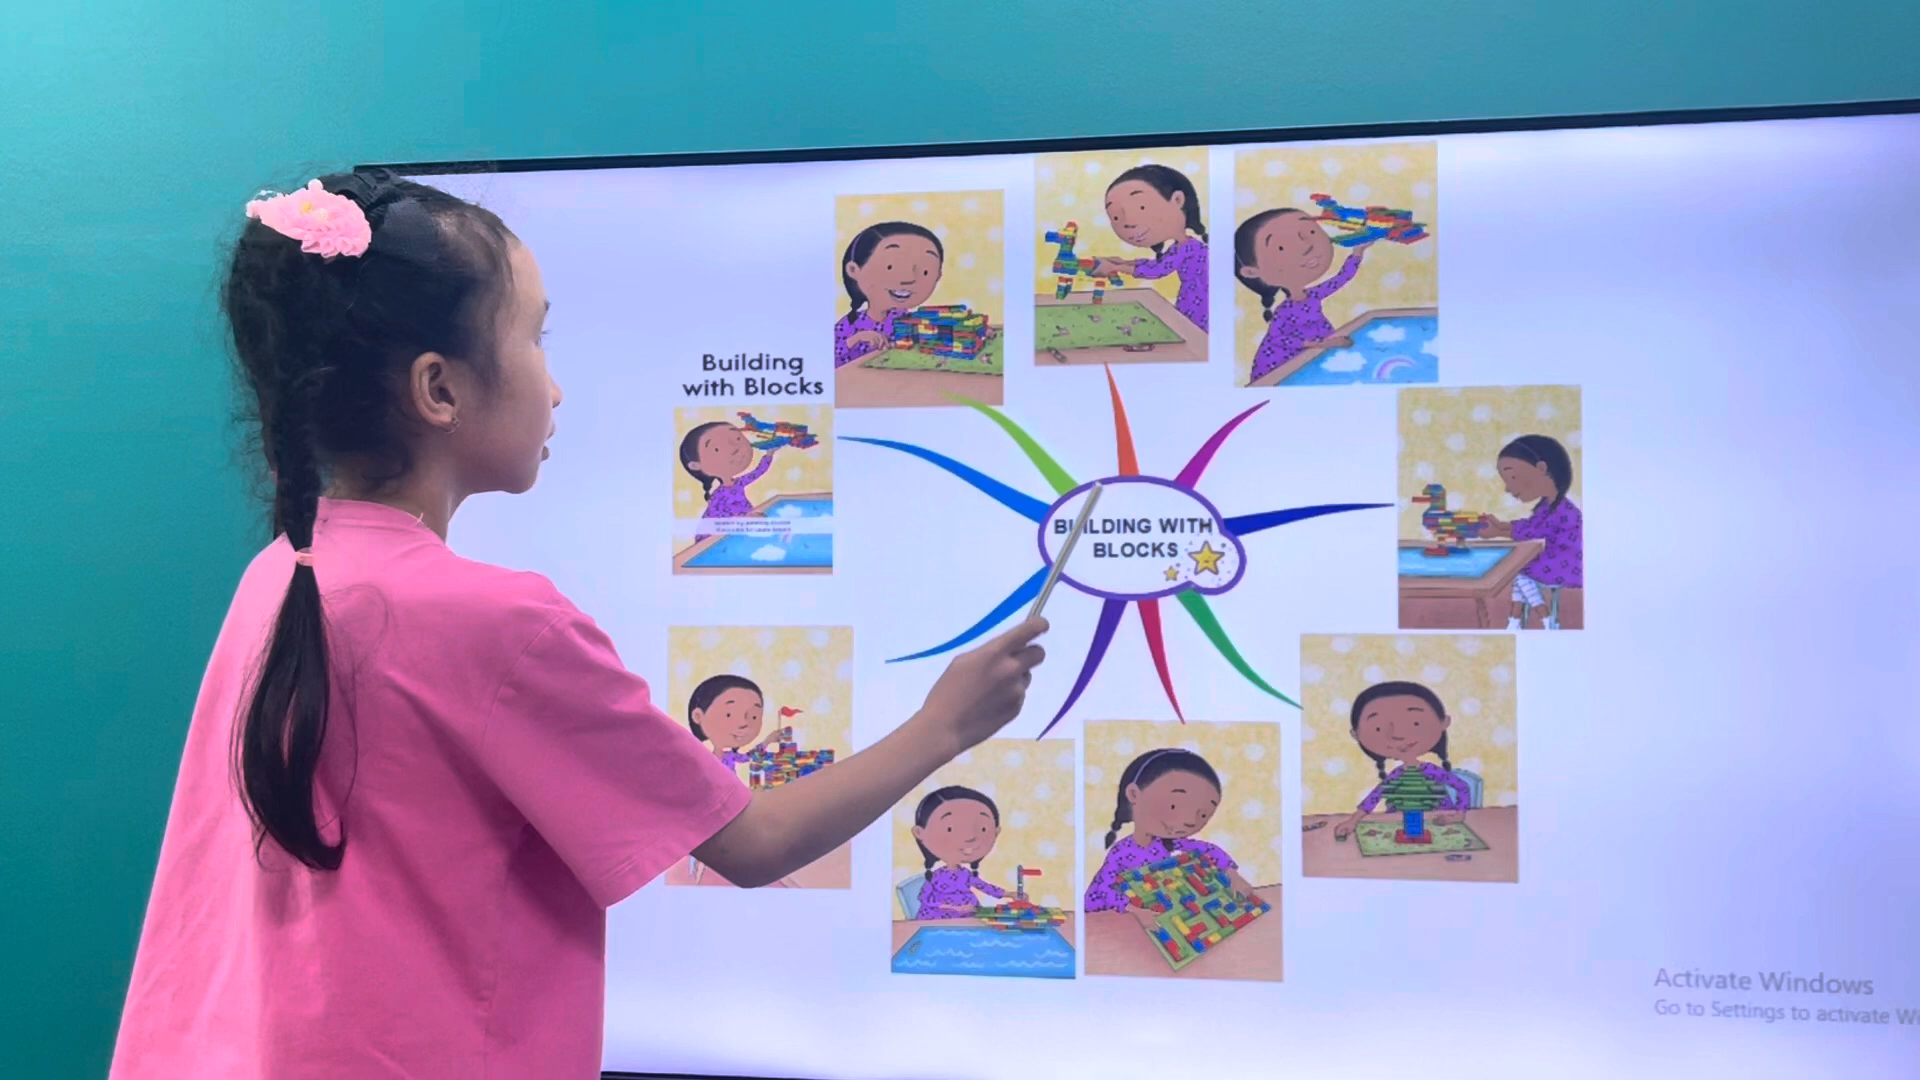 Building
with Blocks
BUILDING WITH
BLOCKS
Activate Windows
Go to Settings to activate